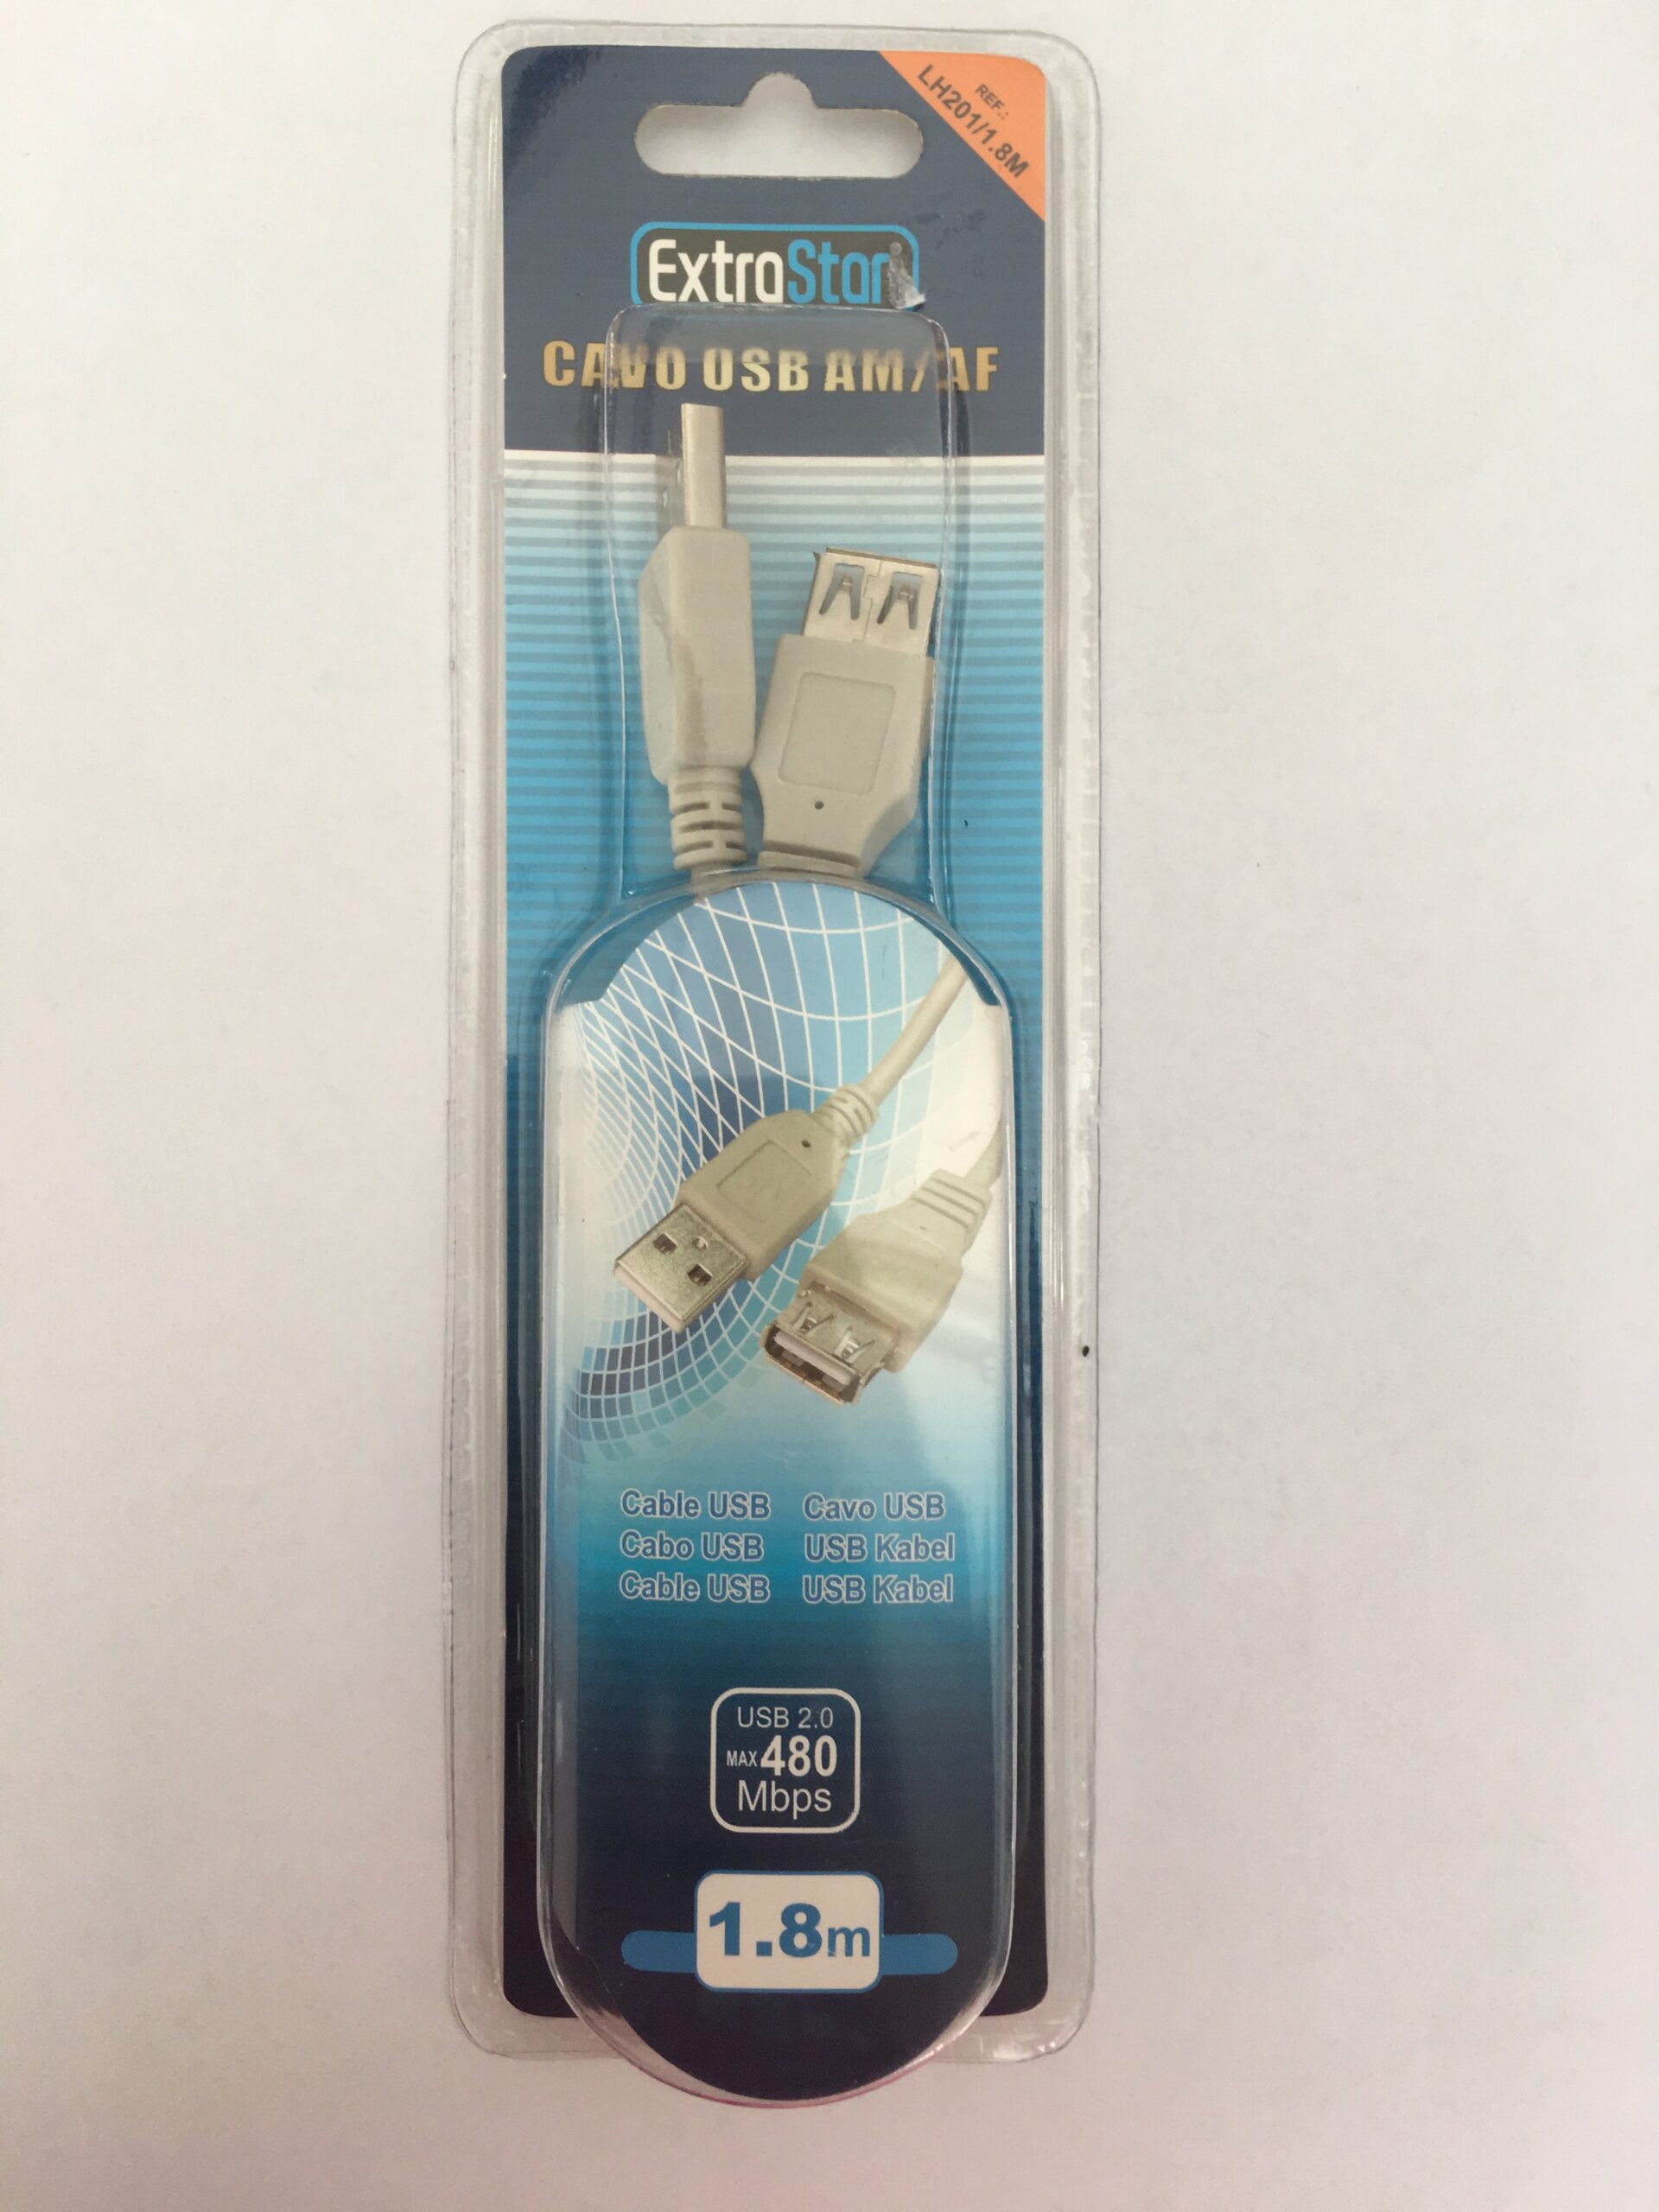 REF.:
LH201/1.8M
ExtraStar
CAVO USB AM/AF
Cable USB Cavo USB
Cabo USB USB Kabel
Cable USB USB Kabel
USB 2.0
MAX 480
Mbps
1.8m